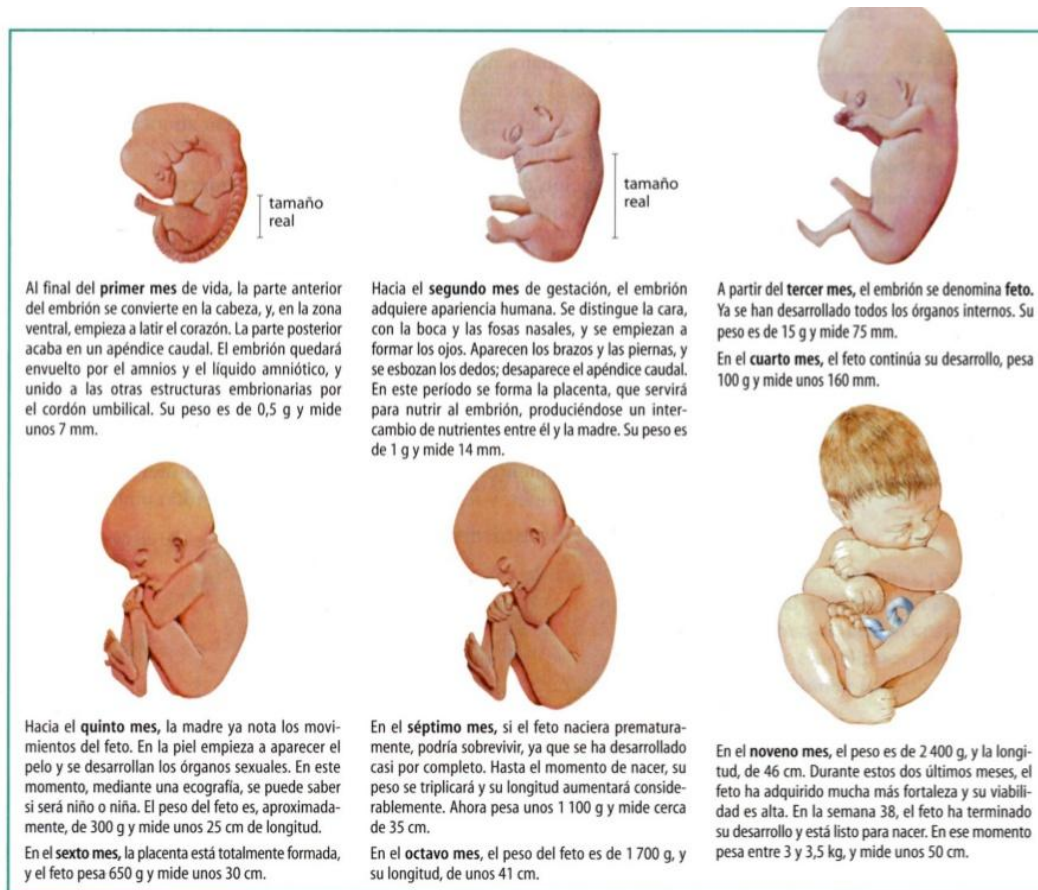 tamaño
real
Al final del primer mes de vida, la parte anterior
del embrión se convierte en la cabeza, y, en la zona
ventral, empieza a latir el corazón. La parte posterior
acaba en un apéndice caudal. El embrión quedará
envuelto por el amnios y el líquido amniótico, y
unido a las otras estructuras embrionarias por
el cordón umbilical. Su peso es de 0,5 g y mide
unos 7 mm.
tamaño
real
Hacia el segundo mes de gestación, el embrión
adquiere apariencia humana. Se distingue la cara,
con la boca y las fosas nasales, y se empiezan a
formar los ojos. Aparecen los brazos y las piernas, y
se esbozan los dedos; desaparece el apéndice caudal.
En este período se forma la placenta, que servirá
para nutrir al embrión, produciéndose un inter-
cambio de nutrientes entre él y la madre. Su peso es
de 1 g y mide 14 mm.
A partir del tercer mes, el embrión se denomina feto.
Ya se han desarrollado todos los órganos internos. Su
peso es de 15 g y mide 75 mm.
En el cuarto mes, el feto continúa su desarrollo, pesa
100 g y mide unos 160 mm.
Hacia el quinto mes, la madre ya nota los movi-
mientos del feto. En la piel empieza a aparecer el
pelo y se desarrollan los órganos sexuales. En este
momento, mediante una ecografía, se puede saber
si será niño o niña. El peso del feto es, aproximada-
mente, de 300 g y mide unos 25 cm de longitud.
En el sexto mes, la placenta está totalmente formada,
y el feto pesa 650 g y mide unos 30 cm.
En el séptimo mes, si el feto naciera prematura-
mente, podría sobrevivir, ya que se ha desarrollado
casi por completo. Hasta el momento de nacer, su
peso se triplicará y su longitud aumentará conside-
rablemente. Ahora pesa unos 1 100 g y mide cerca
de 35 cm.
En el octavo mes, el peso del feto es de 1 700 g, y
su longitud, de unos 41 cm.
En el noveno mes, el peso es de 2 400 g, y la longi-
tud, de 46 cm. Durante estos dos últimos meses, el
feto ha adquirido mucha más fortaleza y su viabili-
dad es alta. En la semana 38, el feto ha terminado
su desarrollo y está listo para nacer. En ese momento
pesa entre 3 y 3,5 kg, y mide unos 50 cm.